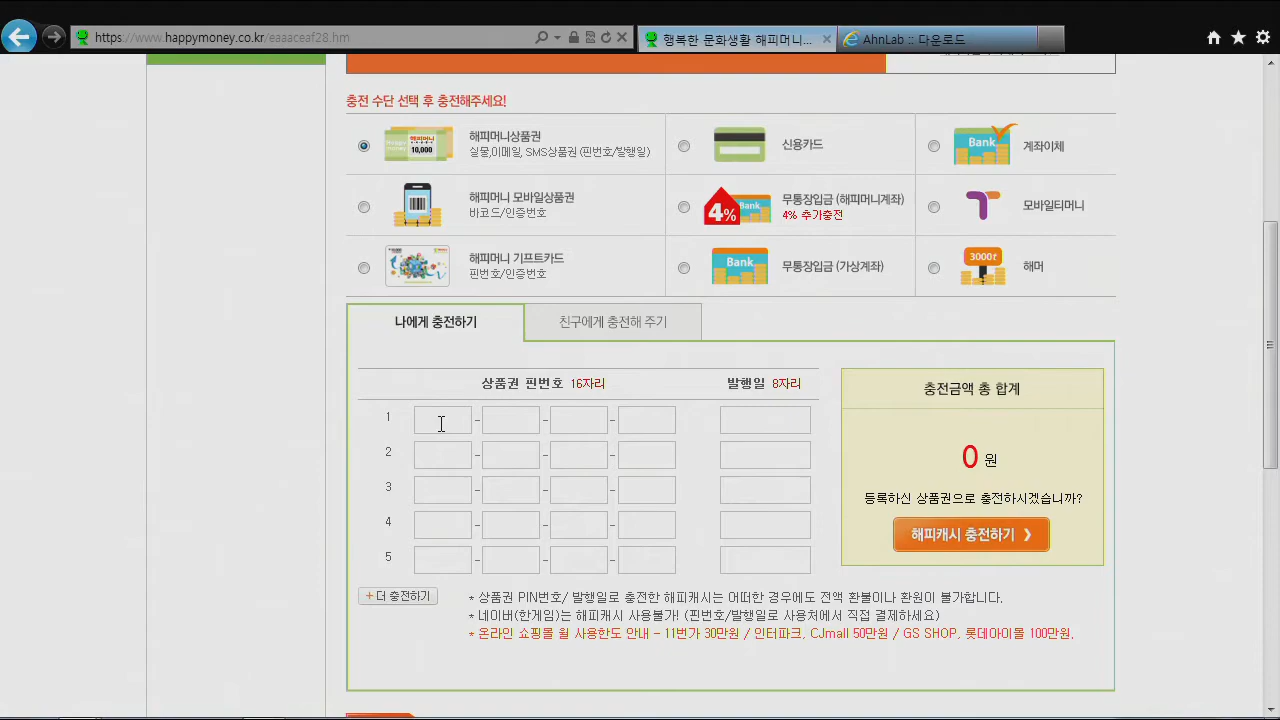 https://www.happymoney.co.kr/eaaaceaf28.hm
행복한 문화생활 해피머니...
AhnLab :: 다운로드
충전 수단 선택 후 충전해주세요!
해피머니상품권
실물,이메일, SMS상품권 (핀번호/발행일)
해피머니
10,000
신용카드
Bank
계좌이체
해피머니 모바일상품권
바코드/인증번호
4%
Bank
무통장입금 (해피머니계좌)
4% 추가충전
모바일티머니
해피머니 기프트카드
핀번호/인증번호
Bank
무통장입금 (가상계좌)
3000
해머
나에게 충전하기
친구에게 충전해 주기
상품권 핀번호 16자리
발행일 8자리
충전금액 총 합계
1 - - -
2 - - -
0 원
3 - - -
등록하신 상품권으로 충전하시겠습니까?
4 - - -
해피캐시 충전하기 ❯
5 - - -
+더 충전하기
* 상품권 PIN번호/ 발행일로 충전한 해피캐시는 어떠한 경우에도 전액 환불이나 환원이 불가합니다.
* 네이버(한게임)는 해피캐시 사용불가! (핀번호/발행일로 사용처에서 직접 결제하세요)
* 온라인 쇼핑몰 월 사용한도 안내 - 11번가 30만원 / 인터파크, CJmall 50만원 / GS SHOP, 롯데아이몰 100만원.